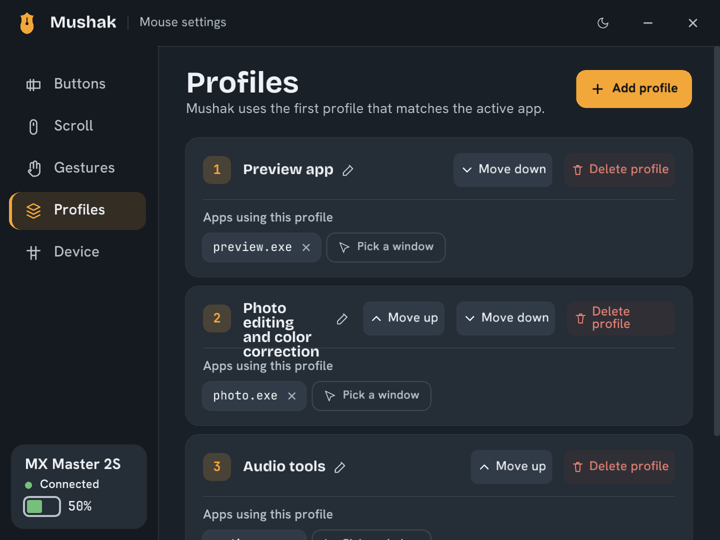 Mushak
Mouse settings
Buttons
Scroll
Gestures
Profiles
Device
MX Master 2S
Connected
50%
Profiles
Mushak uses the first profile that matches the active app.
Add profile
1
Preview app
Move down
Delete profile
Apps using this profile
preview.exe
Pick a window
2
Photo
editing
and color
correction
Move up
Move down
Delete
profile
Apps using this profile
photo.exe
Pick a window
3
Audio tools
Move up
Delete profile
Apps using this profile